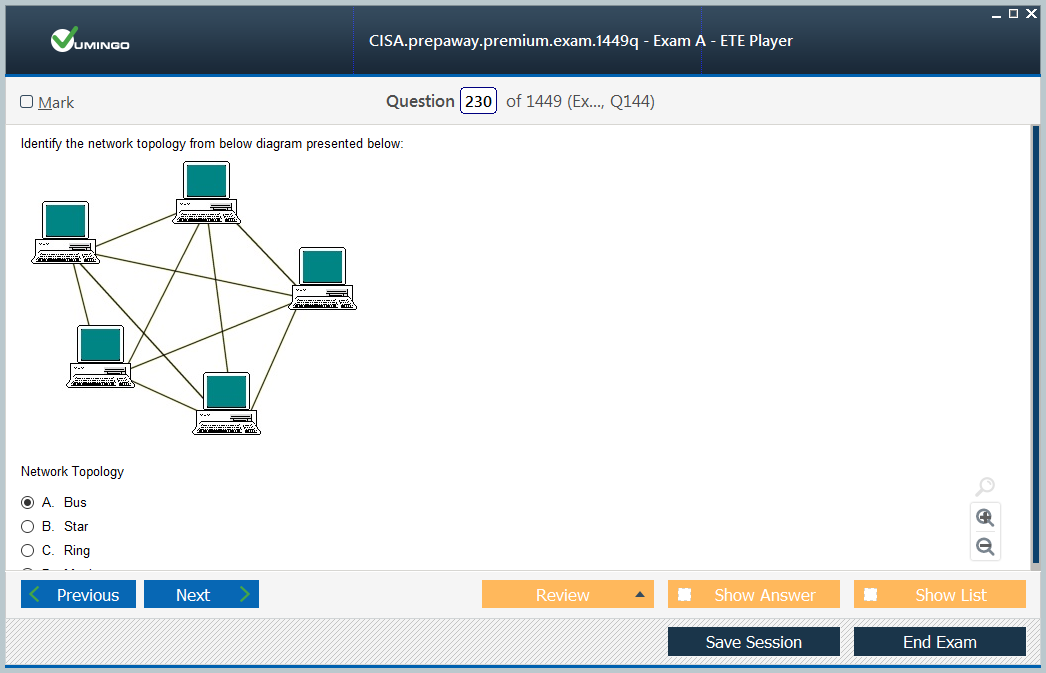 VUMINGO
CISA.prepaway.premium.exam.1449q - Exam A - ETE Player
Mark
Question 230 of 1449 (Ex..., Q144)
Identify the network topology from below diagram presented below:
Network Topology
A. Bus
B. Star
C. Ring
Previous
Next
Review
Show Answer
Show List
Save Session
End Exam